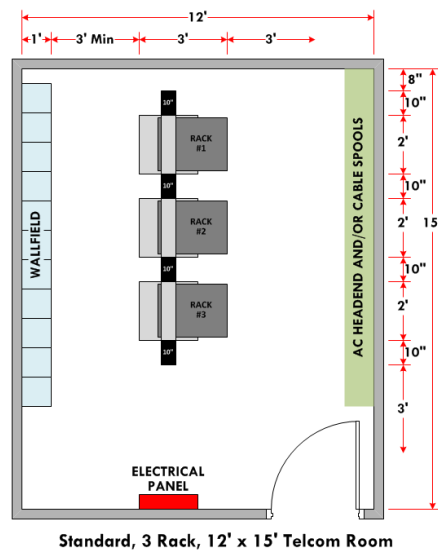 12'
1'
3' Min
3'
3'
8"
10"
2'
10"
2'
10"
2'
10"
3'
15
10"
RACK
#1
10"
RACK
#2
10"
RACK
#3
10"
WALLFIELD
AC HEADEND AND/OR CABLE SPOOLS
ELECTRICAL
PANEL
Standard, 3 Rack, 12' x 15' Telcom Room